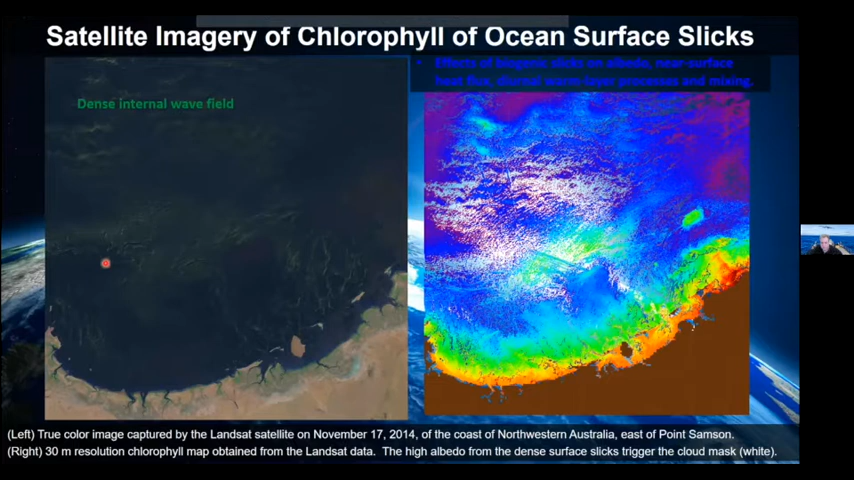 Satellite Imagery of Chlorophyll of Ocean Surface Slicks
• Effects of biogenic slicks on albedo, near-surface
heat flux, diurnal warm-layer processes and mixing.
Dense internal wave field
(Left) True color image captured by the Landsat satellite on November 17, 2014, of the coast of Northwestern Australia, east of Point Samson.
(Right) 30 m resolution chlorophyll map obtained from the Landsat data. The high albedo from the dense surface slicks trigger the cloud mask (white).